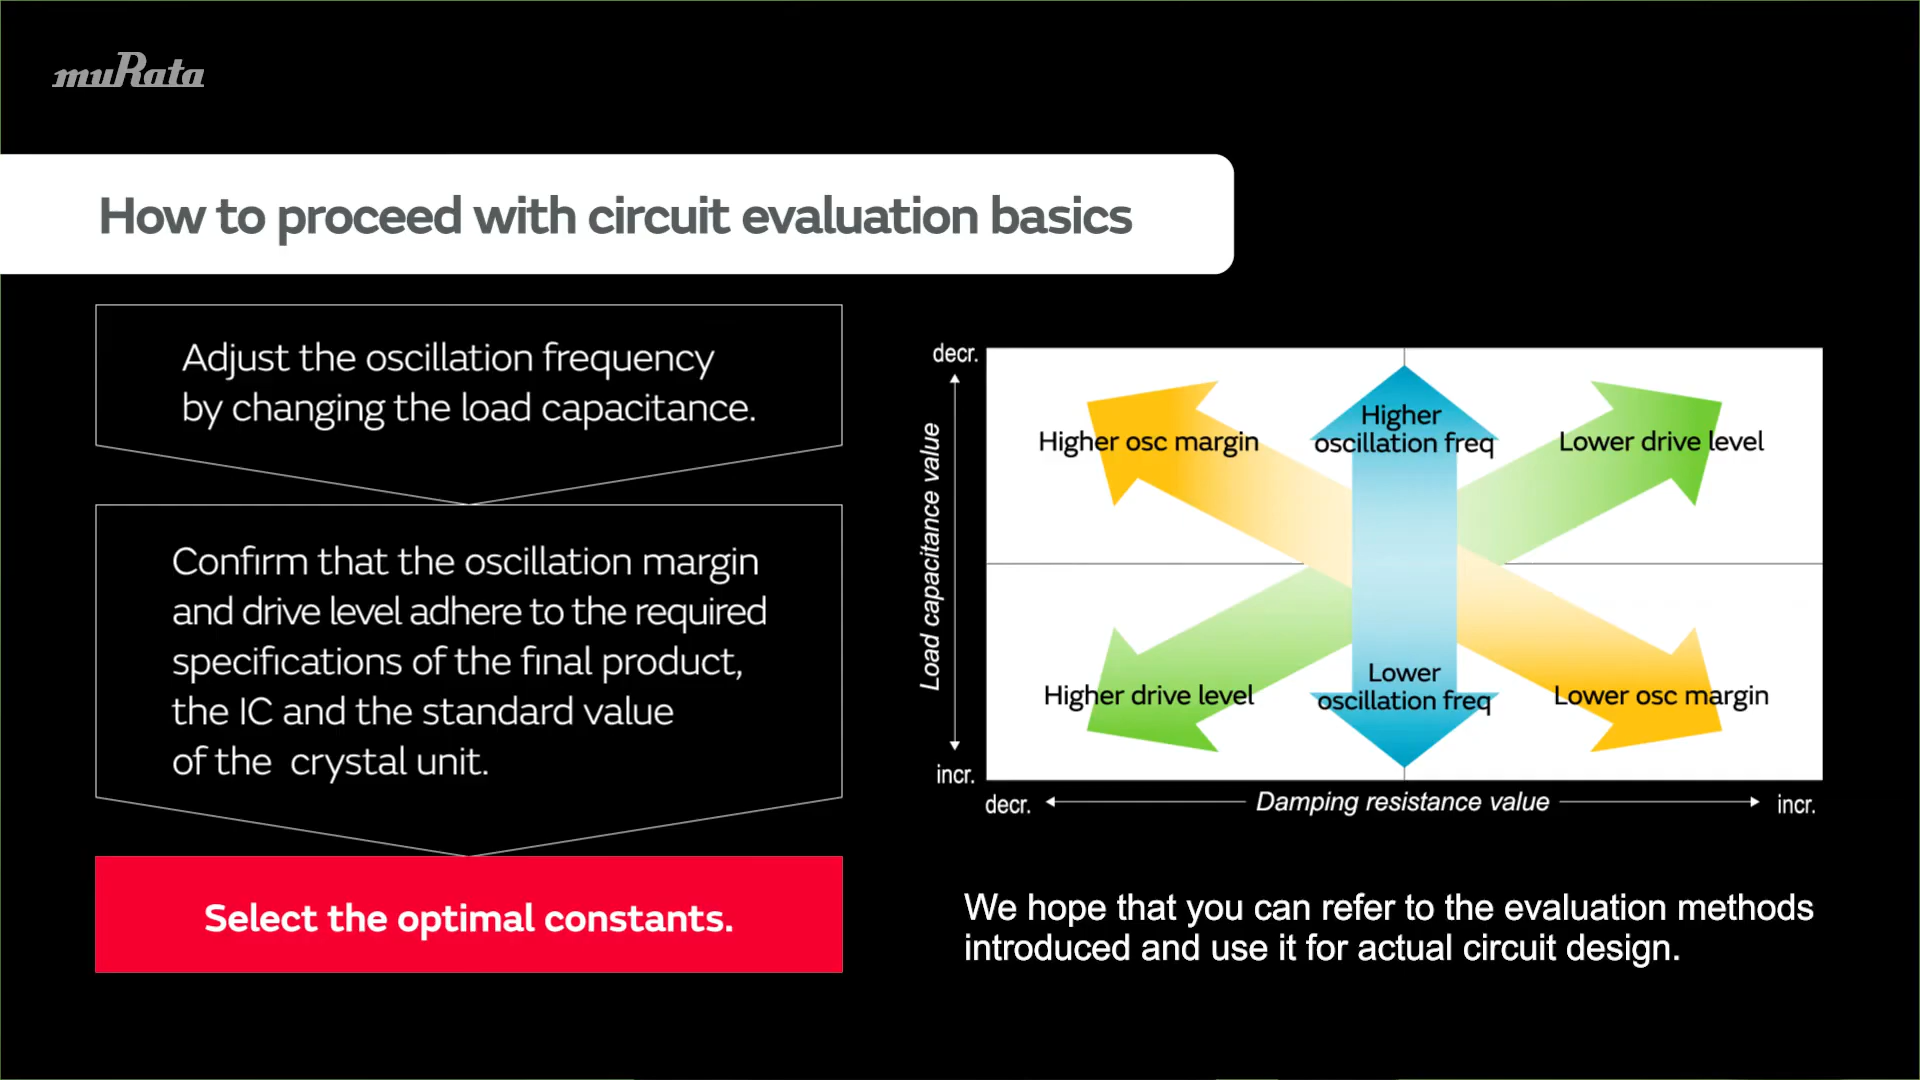 muRata
How to proceed with circuit evaluation basics
Adjust the oscillation frequency
by changing the load capacitance.
Confirm that the oscillation margin
and drive level adhere to the required
specifications of the final product,
the IC and the standard value
of the crystal unit.
Select the optimal constants.
decr.
Load capacitance value
incr.
Higher osc margin
Higher
oscillation freq
Lower drive level
Higher drive level
Lower
oscillation freq
Lower osc margin
decr.
Damping resistance value
incr.
We hope that you can refer to the evaluation methods
introduced and use it for actual circuit design.